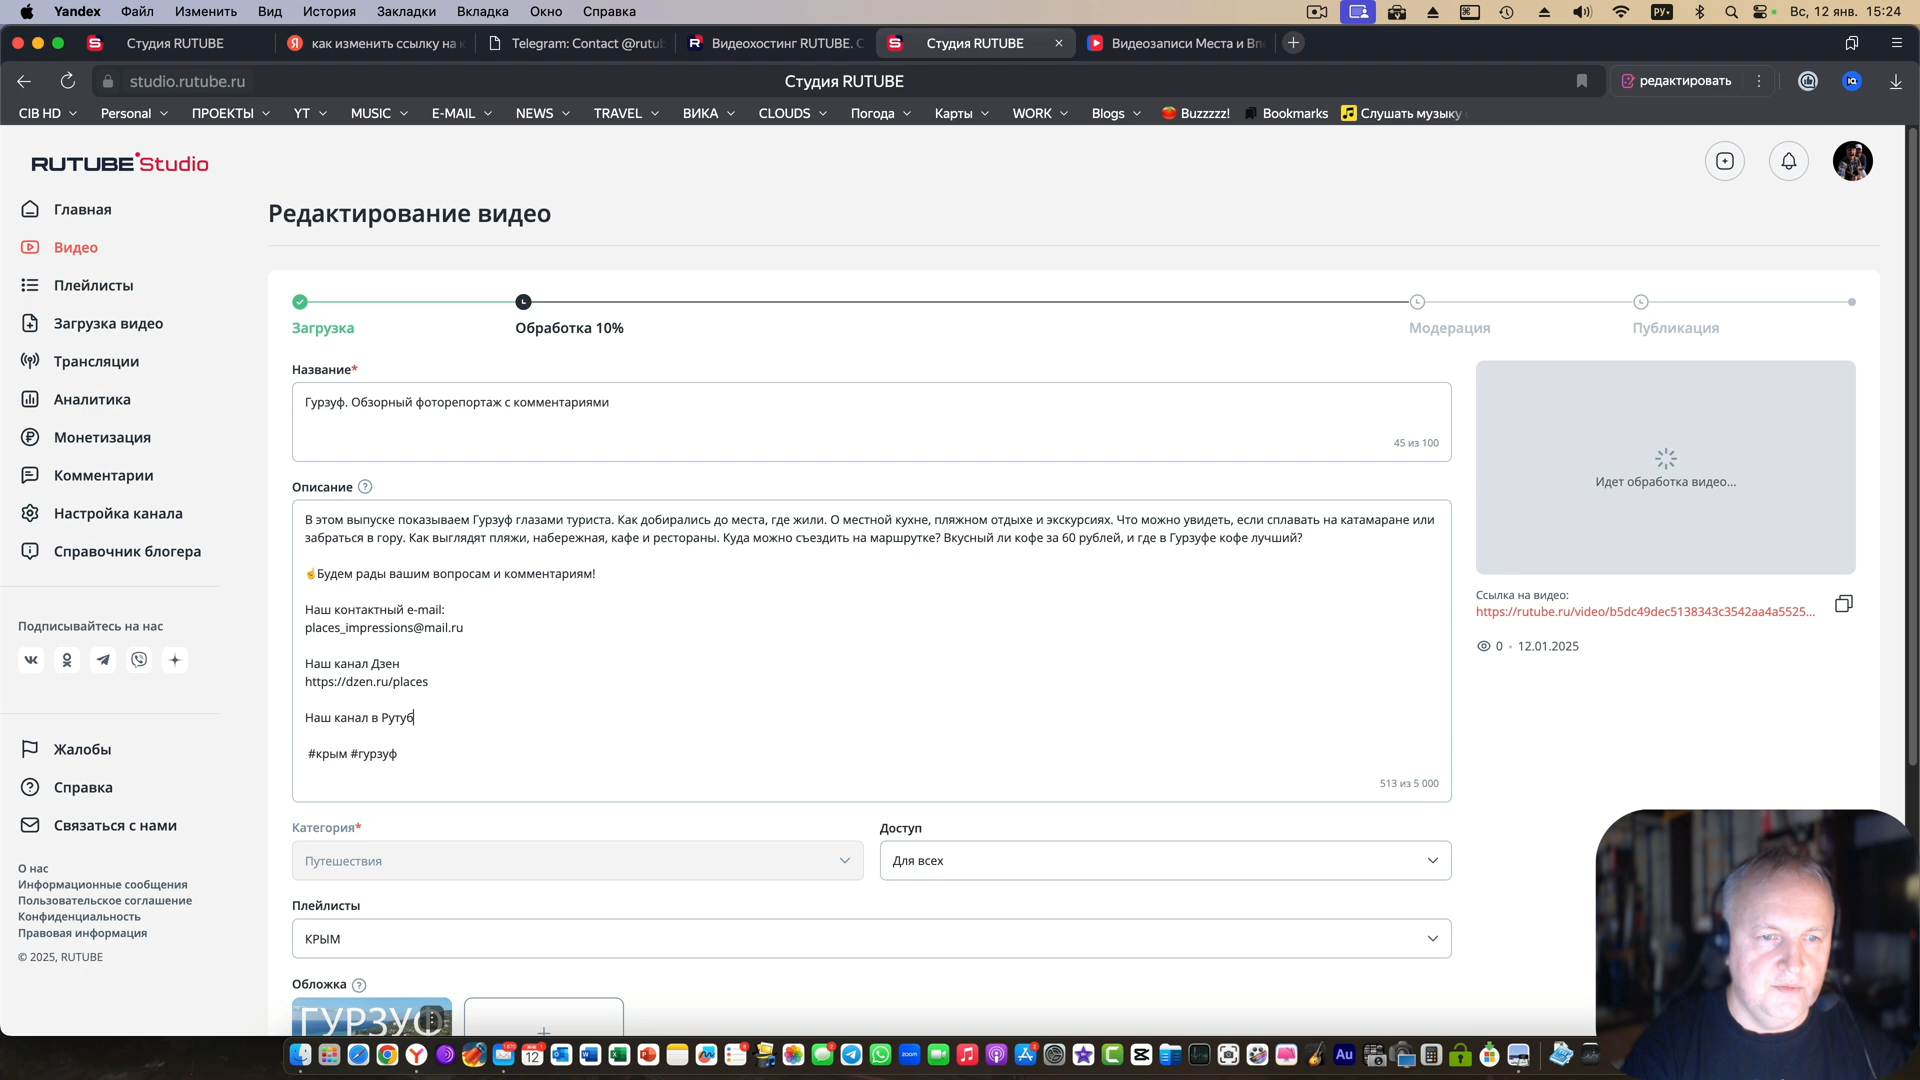 Yandex Файл Изменить Вид История Закладки Вкладка Окно Справка РУ Вс, 12 янв. 15:24
Студия RUTUBE как изменить ссылку на Telegram: Contact @rutub Видеохостинг RUTUBE. С Студия RUTUBE Видеозаписи Места и Вп
studio.rutube.ru Студия RUTUBE редактировать
CIB HD Personal ПРОЕКТЫ YT MUSIC E-MAIL NEWS TRAVEL ВИКА CLOUDS Погода Карты WORK Blogs Buzzzzz! Bookmarks Слушать музыку
RUTUBE Studio
Главная
Видео
Плейлисты
Загрузка видео
Трансляции
Аналитика
Монетизация
Комментарии
Настройка канала
Справочник блогера
Подписывайтесь на нас
Жалобы
Справка
Связаться с нами
О нас
Информационные сообщения
Пользовательское соглашение
Конфиденциальность
Правовая информация
© 2025, RUTUBE
Редактирование видео
Загрузка Обработка 10% Модерация Публикация
Название*
Гурзуф. Обзорный фоторепортаж с комментариями
45 из 100
Описание
В этом выпуске показываем Гурзуф глазами туриста. Как добирались до места, где жили. О местной кухне, пляжном отдыхе и экскурсиях. Что можно увидеть, если сплавать на катамаране или
забраться в гору. Как выглядят пляжи, набережная, кафе и рестораны. Куда можно съездить на маршрутке? Вкусный ли кофе за 60 рублей, и где в Гурзуфе кофе лучший?
☝Будем рады вашим вопросам и комментариям!
Наш контактный e-mail:
places_impressions@mail.ru
Наш канал Дзен
https://dzen.ru/places
Наш канал в Рутуб
#крым #гурзуф
513 из 5 000
Категория*
Путешествия
Доступ
Для всех
Плейлисты
КРЫМ
Обложка
ГУРЗУФ
Идет обработка видео...
Ссылка на видео:
https://rutube.ru/video/b5dc49dec5138343c3542aa4a5525...
0 · 12.01.2025
12 zoom Au